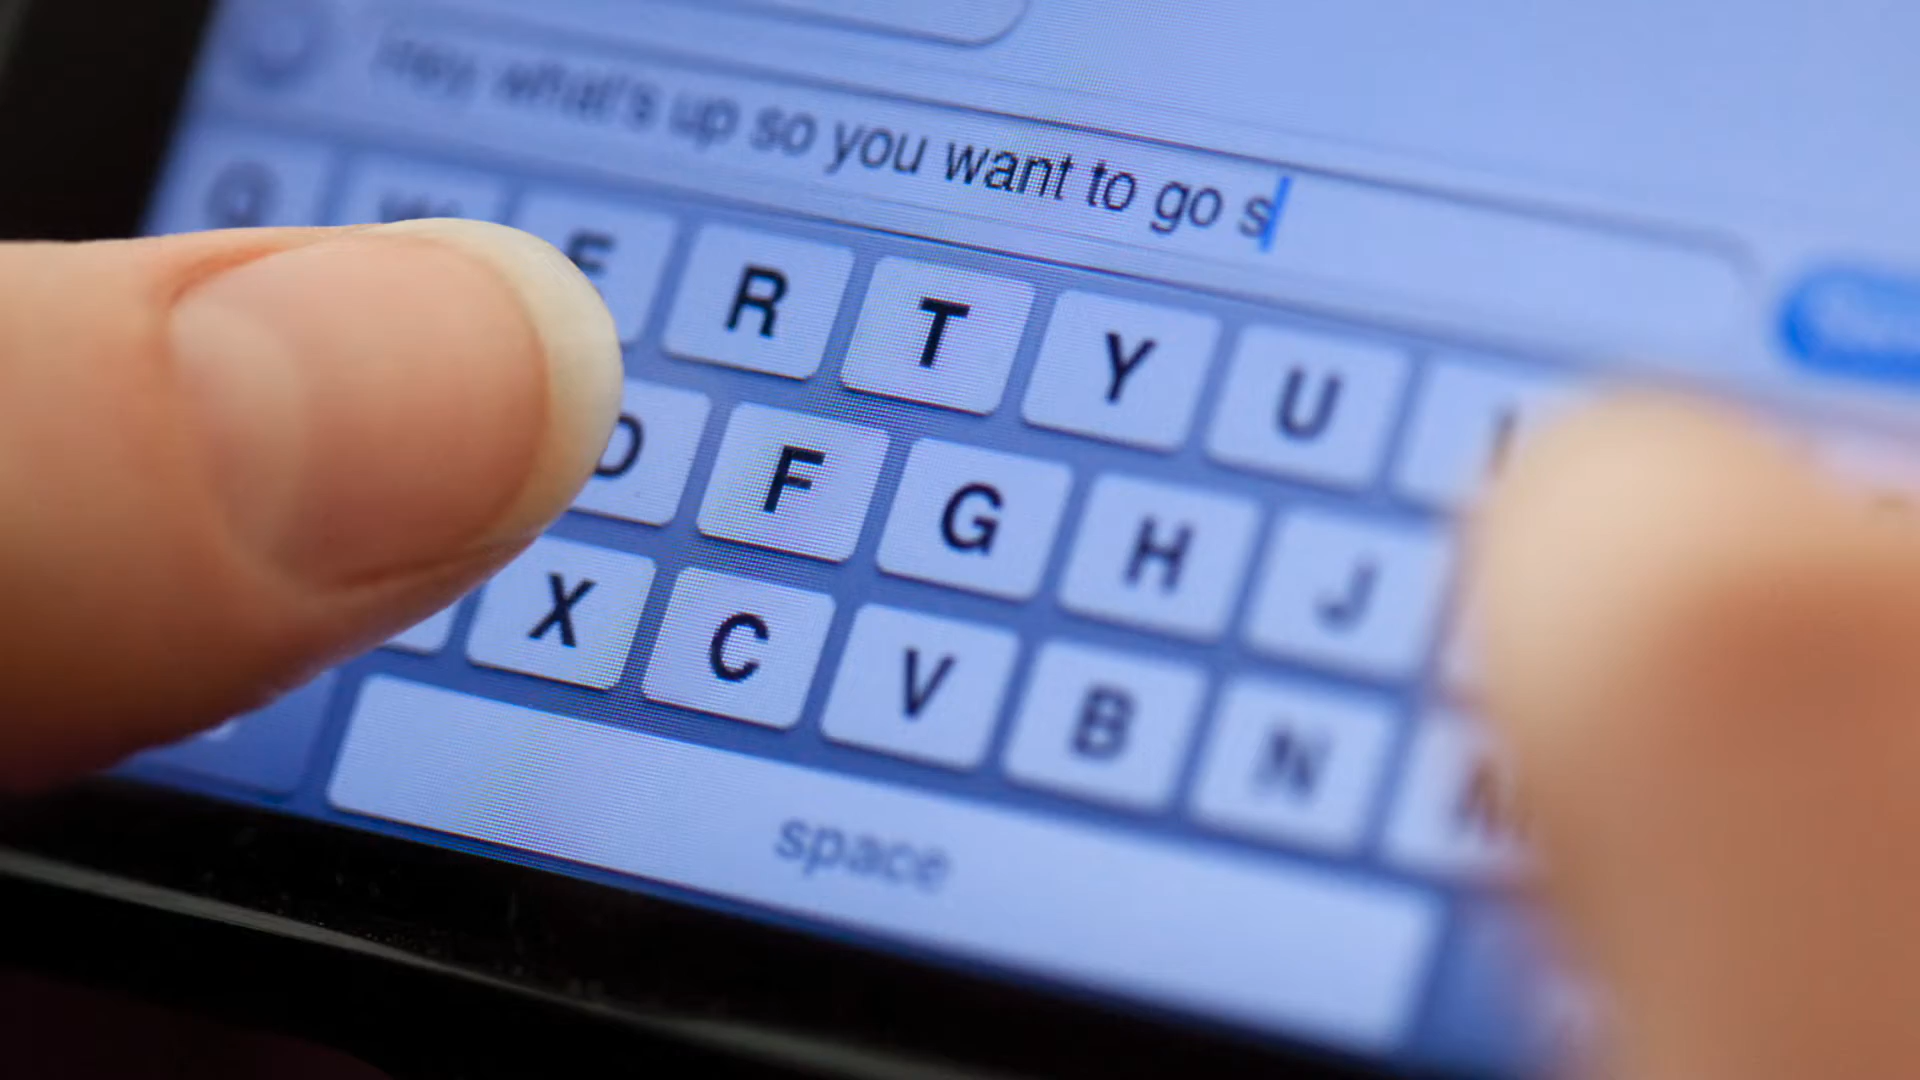 Hey what's up so you want to go s
Q W E R T Y U
D F G H J
X C V B N
space